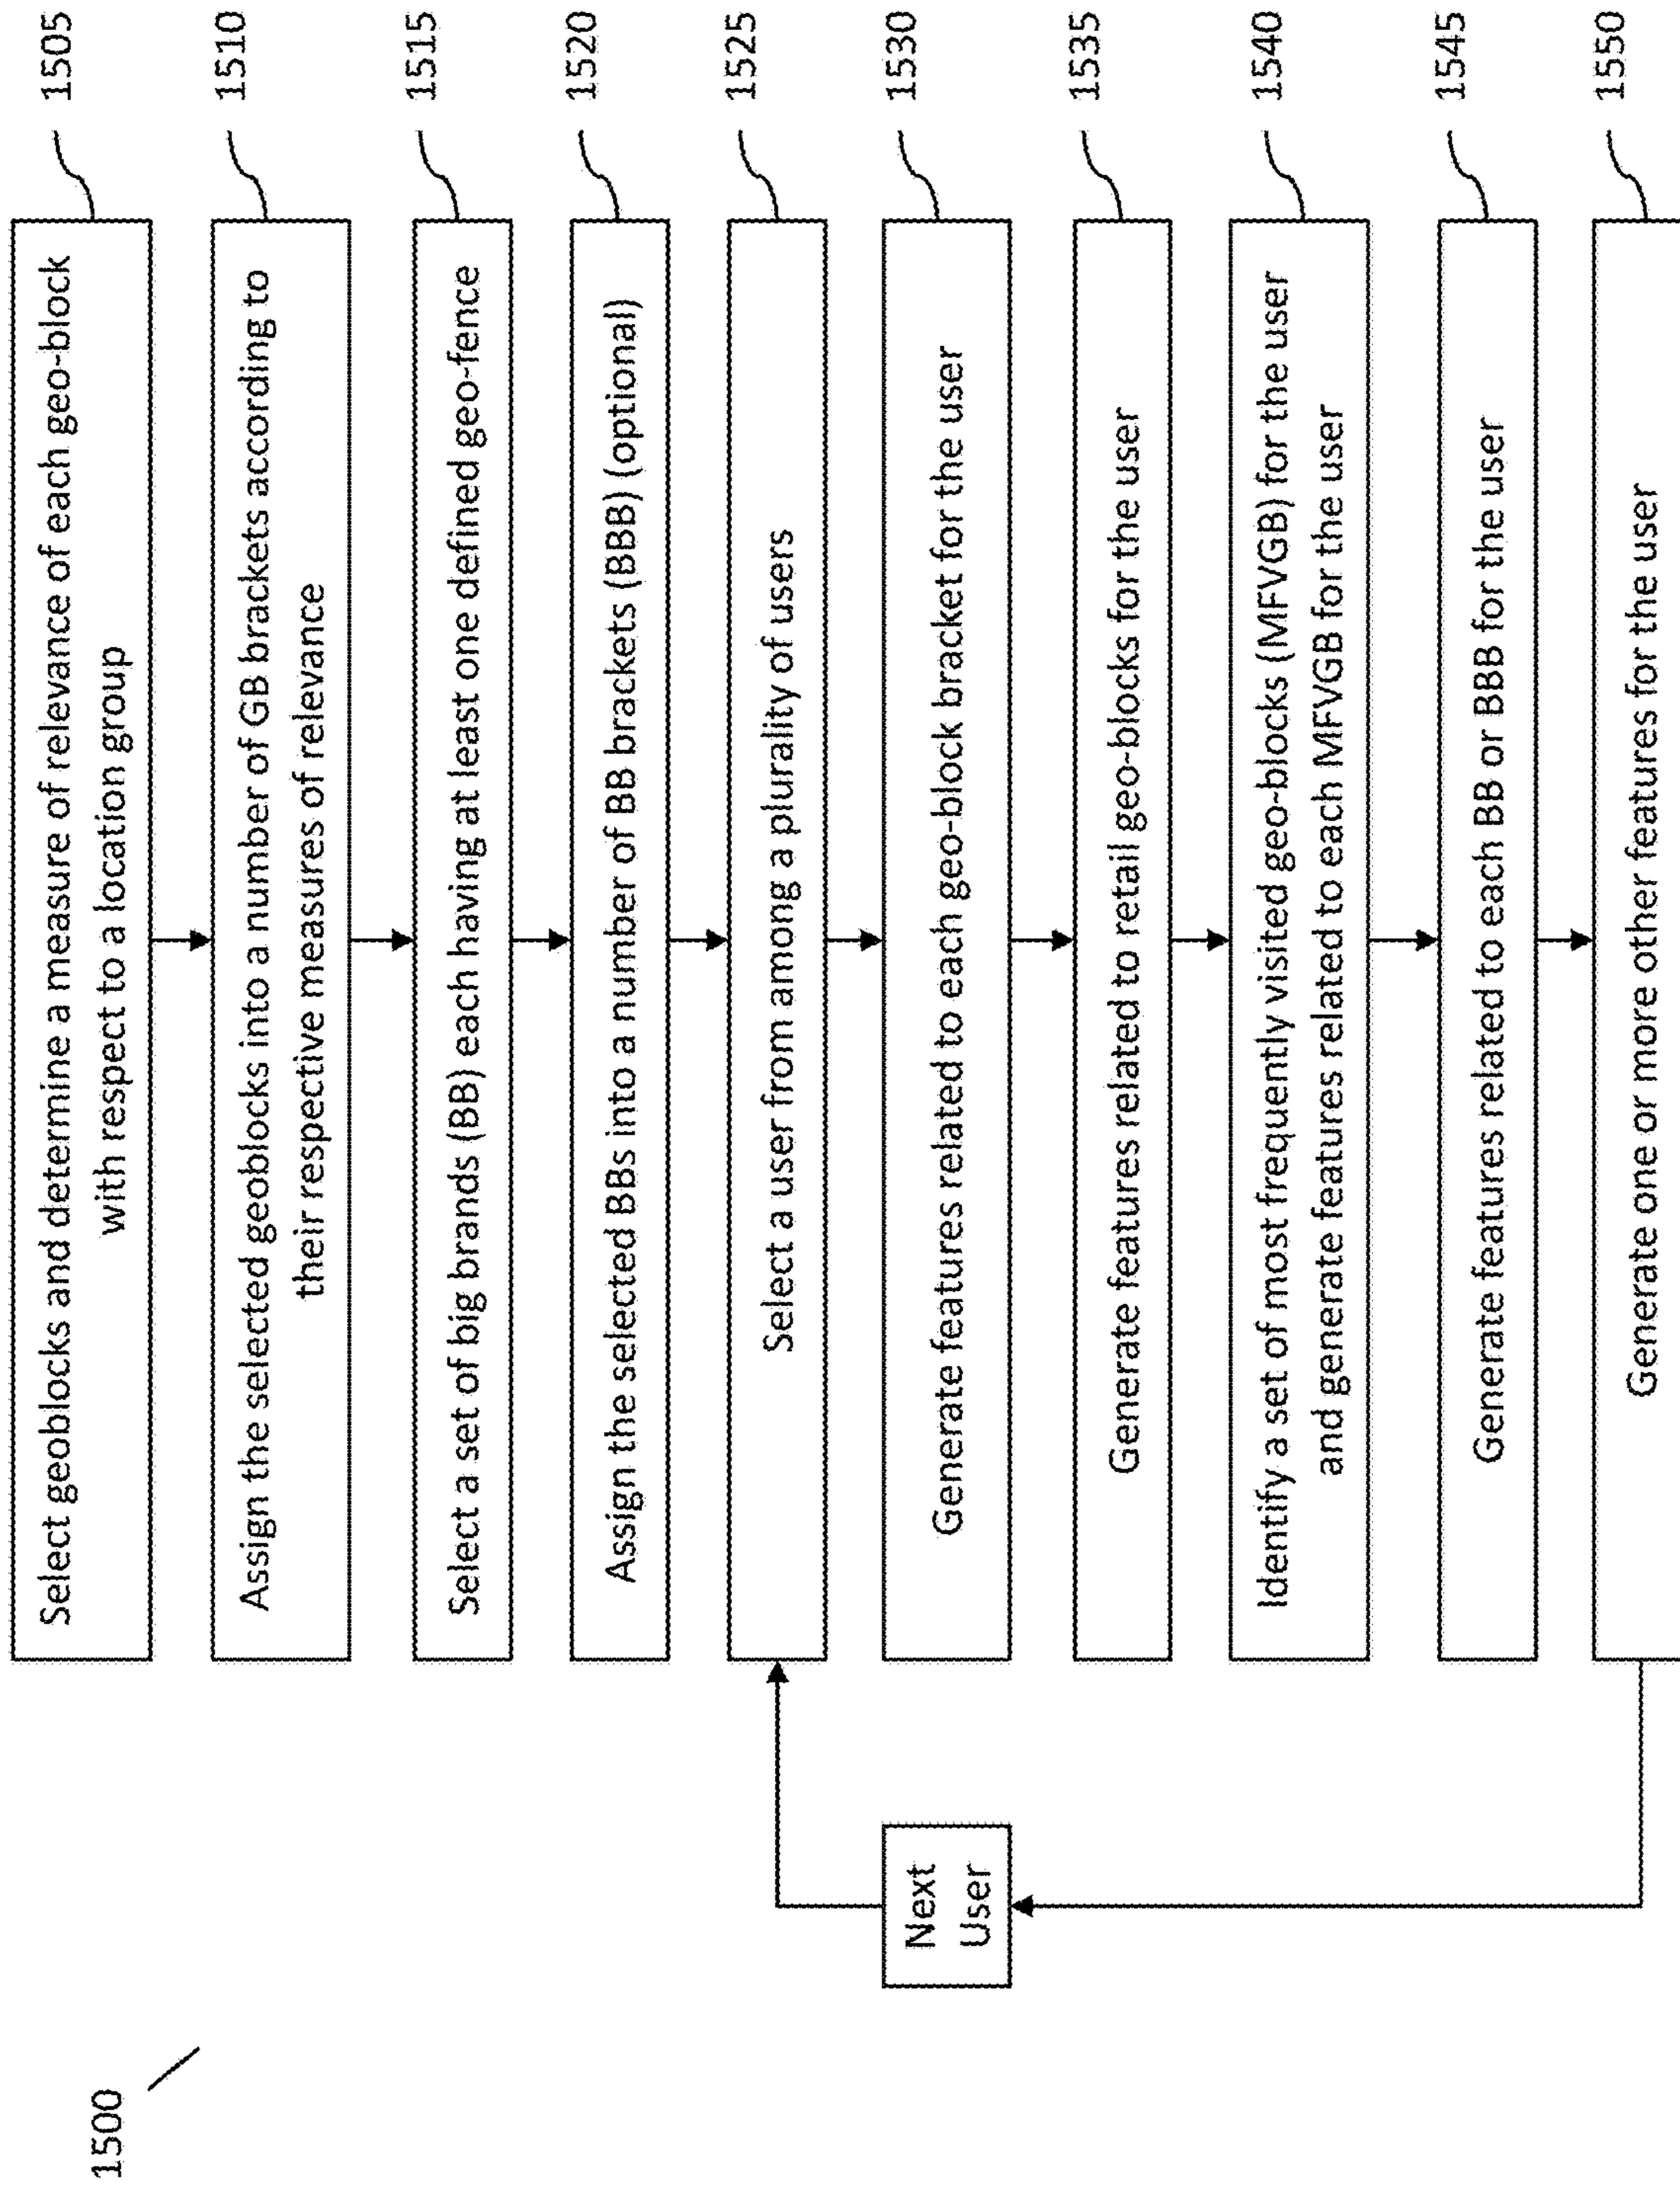 1500
Select geoblocks and determine a measure of relevance of each geo-block
with respect to a location group
1505
Assign the selected geoblocks into a number of GB brackets according to
their respective measures of relevance
1510
Select a set of big brands (BB) each having at least one defined geo-fence
1515
Assign the selected BBs into a number of BB brackets (BBB) (optional)
1520
Select a user from among a plurality of users
1525
Generate features related to each geo-block bracket for the user
1530
Next
User
Generate features related to retail geo-blocks for the user
1535
Identify a set of most frequently visited geo-blocks (MFVGB) for the user
and generate features related to each MFVGB for the user
1540
Generate features related to each BB or BBB for the user
1545
Generate one or more other features for the user
1550